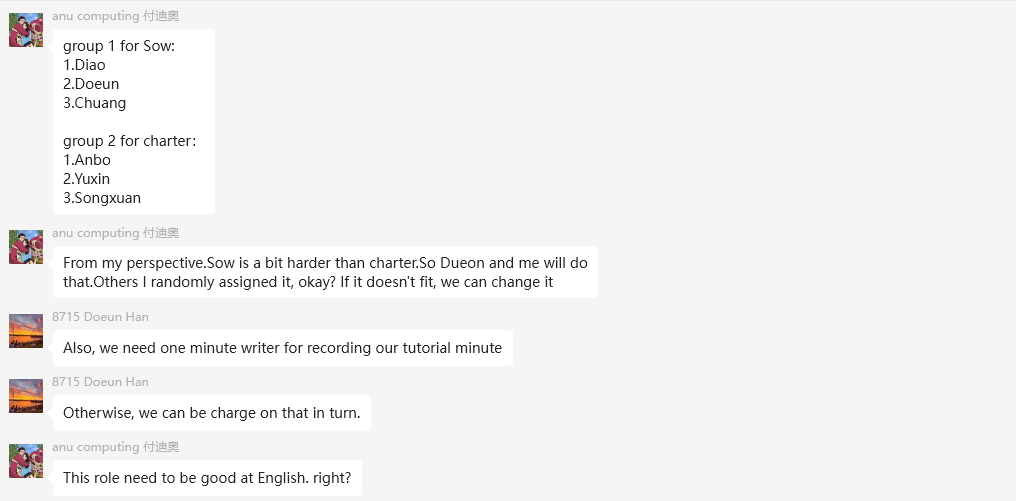 anu computing 付迪奥
group 1 for Sow:
1.Diao
2.Doeun
3.Chuang
group 2 for charter：
1.Anbo
2.Yuxin
3.Songxuan
anu computing 付迪奥
From my perspective.Sow is a bit harder than charter.So Dueon and me will do
that.Others I randomly assigned it, okay? If it doesn't fit, we can change it
8715 Doeun Han
Also, we need one minute writer for recording our tutorial minute
8715 Doeun Han
Otherwise, we can be charge on that in turn.
anu computing 付迪奥
This role need to be good at English. right?